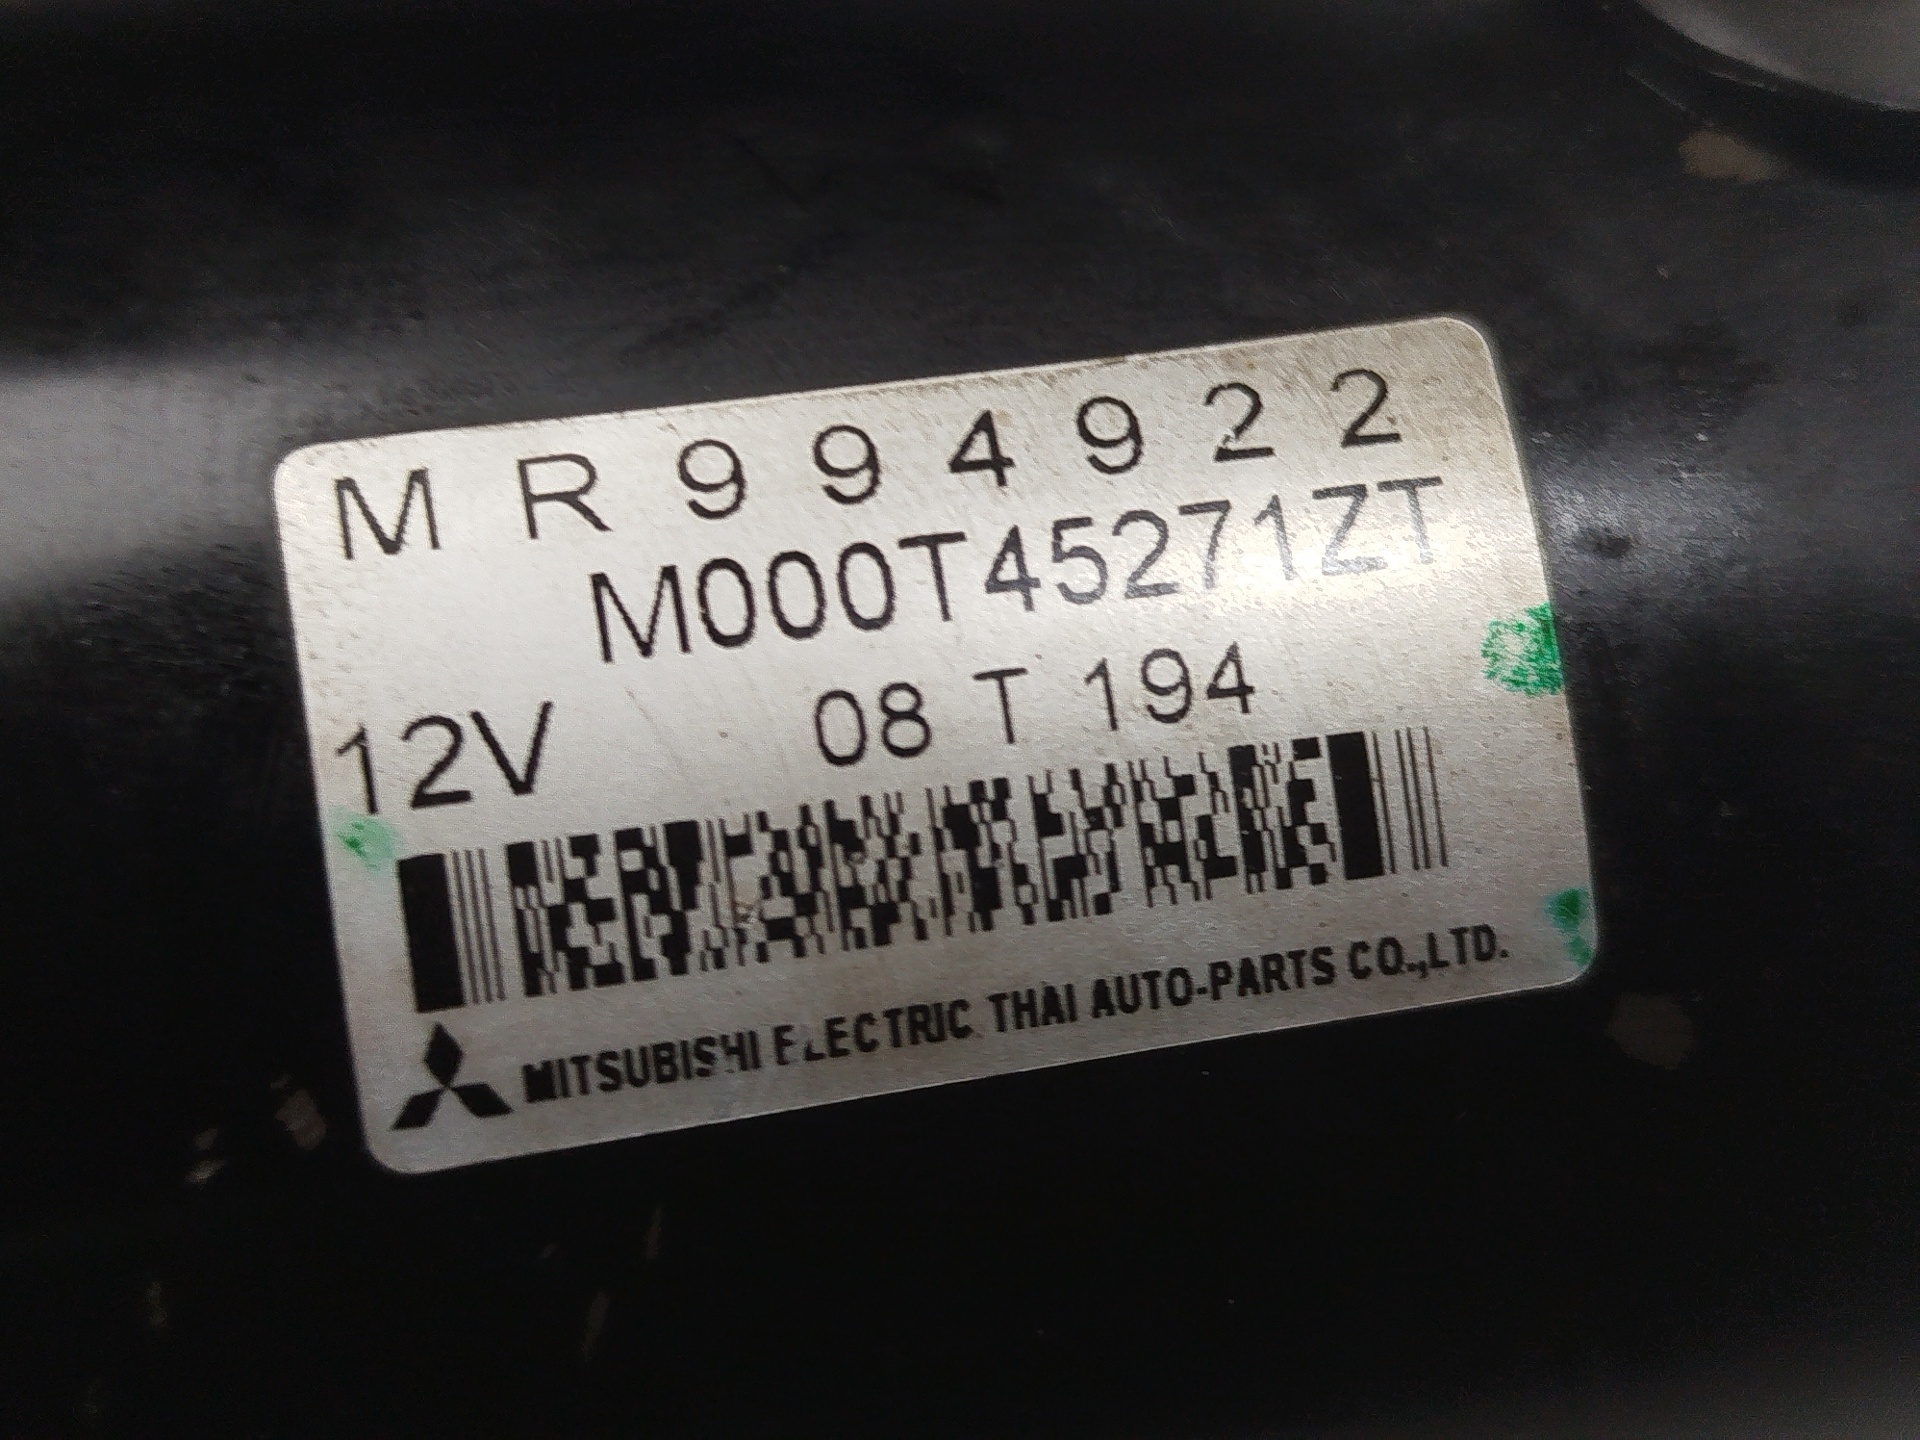 MR994922
M000T45271ZT
12V 08 T 194
MITSUBISHI ELECTRIC THAI AUTO-PARTS CO.,LTD.